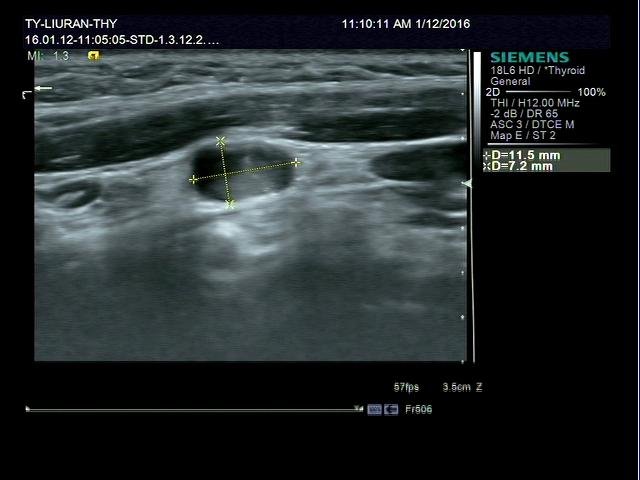 TY-LIURAN-THY
11:10:11 AM 1/12/2016
16.01.12-11:05:05-STD-1.3.12.2....
MI: 1.3
SIEMENS
18L6 HD / *Thyroid
General
2D 100%
THI / H12.00 MHz
-2 dB / DR 65
ASC 3 / DTCE M
Map E / ST 2
D=11.5 mm
D=7.2 mm
57fps 3.5cm Z
Fr506